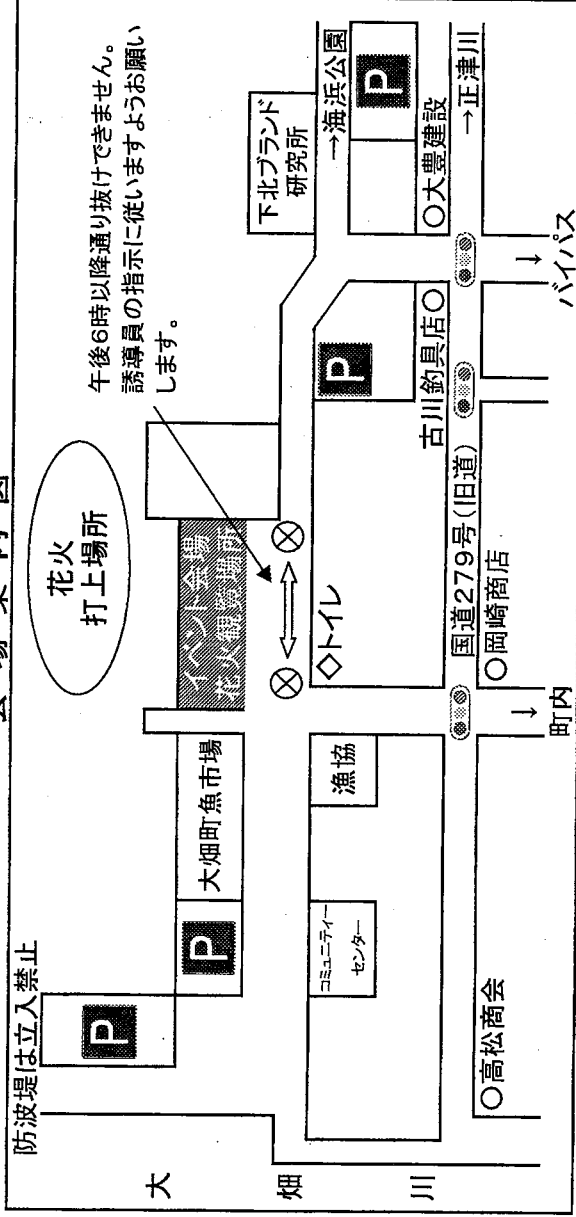 会場案内図
防波堤は立入禁止
花火
打上場所
午後6時以降通り抜けできません。
誘導員の指示に従いますようお願い
します。
P
P
大畑町魚市場
イベント会場
花火観覧場所
下北ブランド
研究所
→海浜公園
P
P
大畑川
コミュニティー
センター
漁協
◇トイレ
古川釣具店○
○大豊建設
→正津川
国道279号(旧道)
○高松商会
○岡崎商店
↓
町内
↓
バイパス